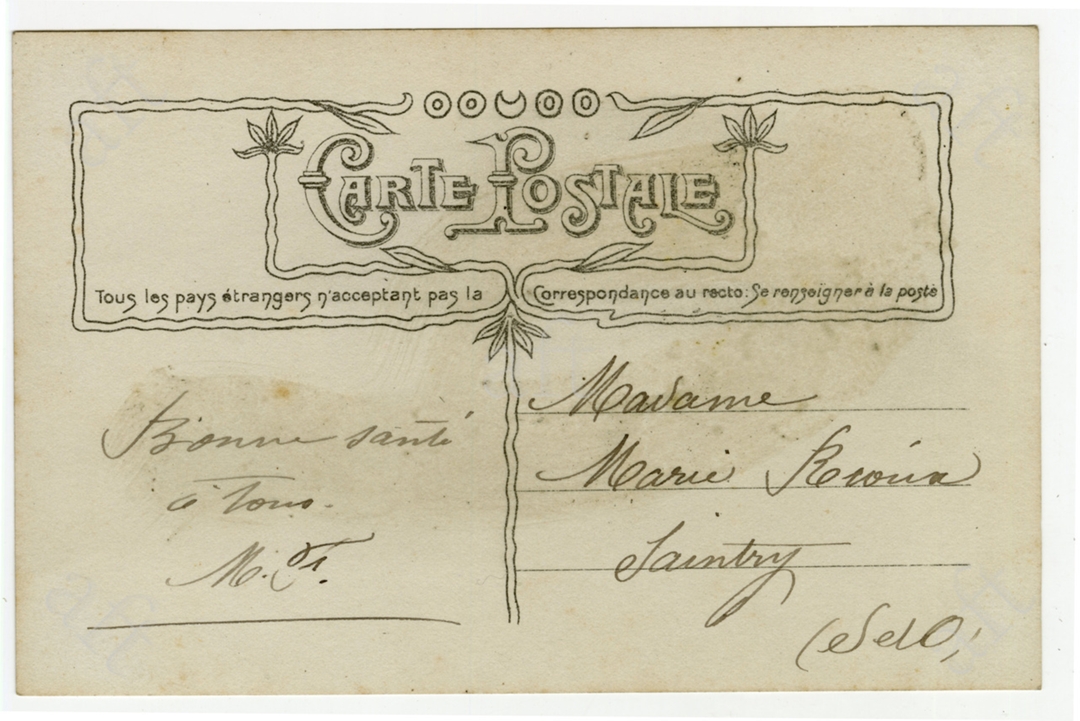 CARTE POSTALE
Tous les pays étrangers n'acceptant pas la Correspondance au recto: Se renseigner à la poste
Bonne santé
à Tous.
M. F.
Madame
Marie
Saintry
(S et O)